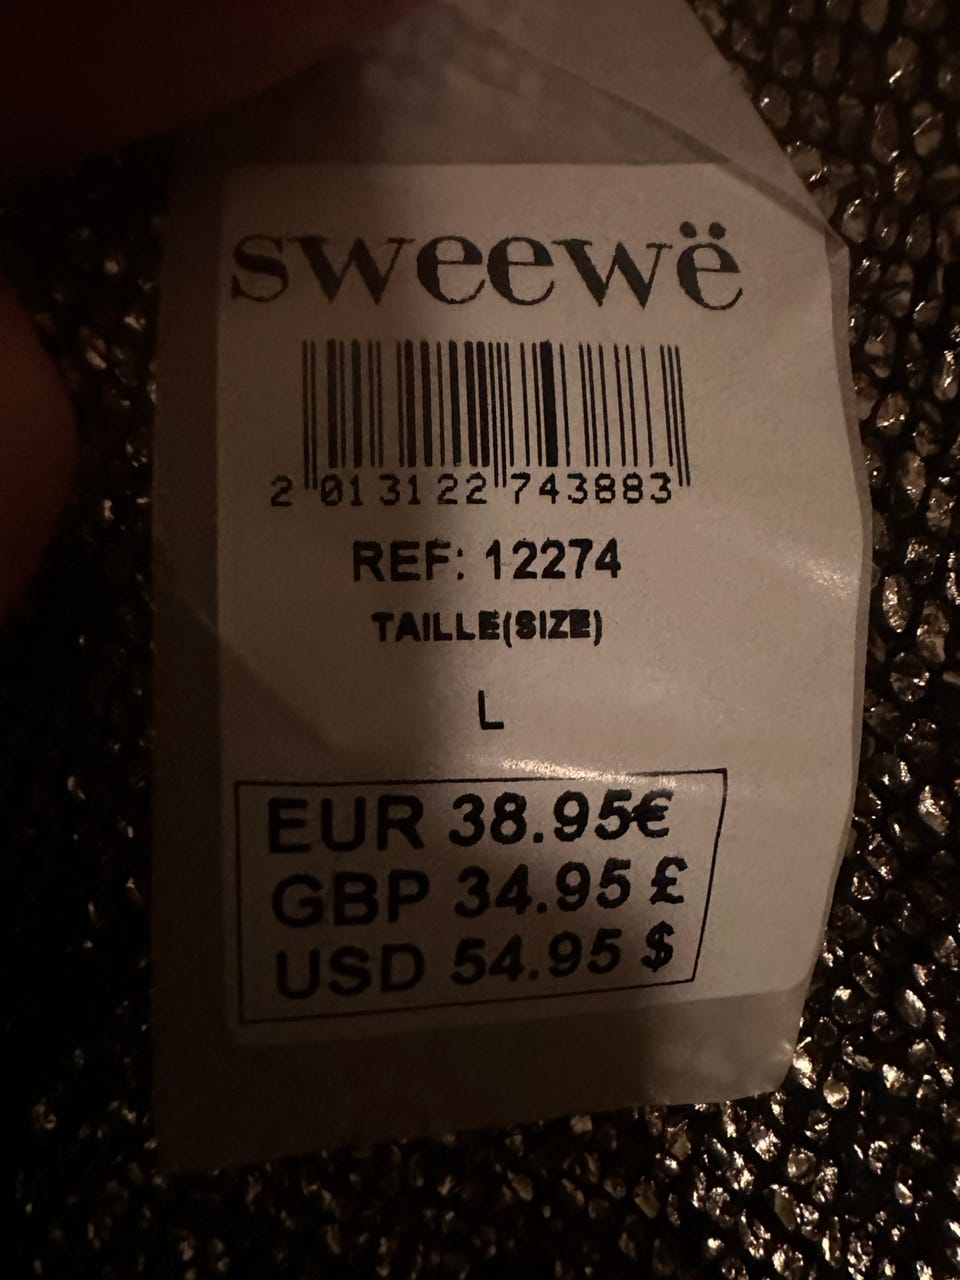 sweewë
2 013122 743883
REF: 12274
TAILLE(SIZE)
L
EUR 38.95€
GBP 34.95 £
USD 54.95 $